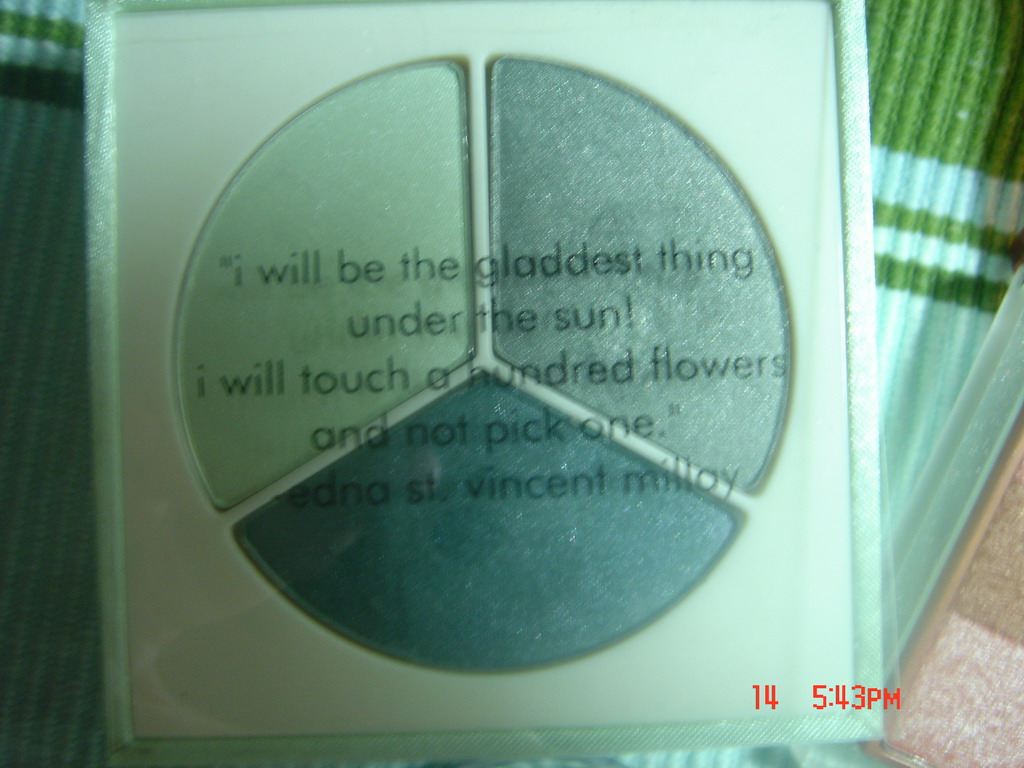 "i will be the gladdest thing
under the sun!
i will touch a hundred flowers
and not pick one."
-edna st. vincent millay
14 5:43PM